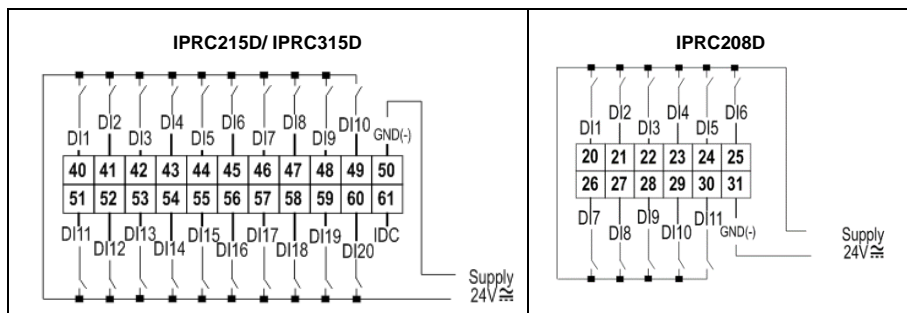 IPRC215D/ IPRC315D
DI1 DI2 DI3 DI4 DI5 DI6 DI7 DI8 DI9 DI10 GND(-)
40 41 42 43 44 45 46 47 48 49 50
51 52 53 54 55 56 57 58 59 60 61
DI11 DI12 DI13 DI14 DI15 DI16 DI17 DI18 DI19 DI20 IDC
Supply
24V
IPRC208D
DI1 DI2 DI3 DI4 DI5 DI6
20 21 22 23 24 25
26 27 28 29 30 31
DI7 DI8 DI9 DI10 DI11 GND(-)
Supply
24V